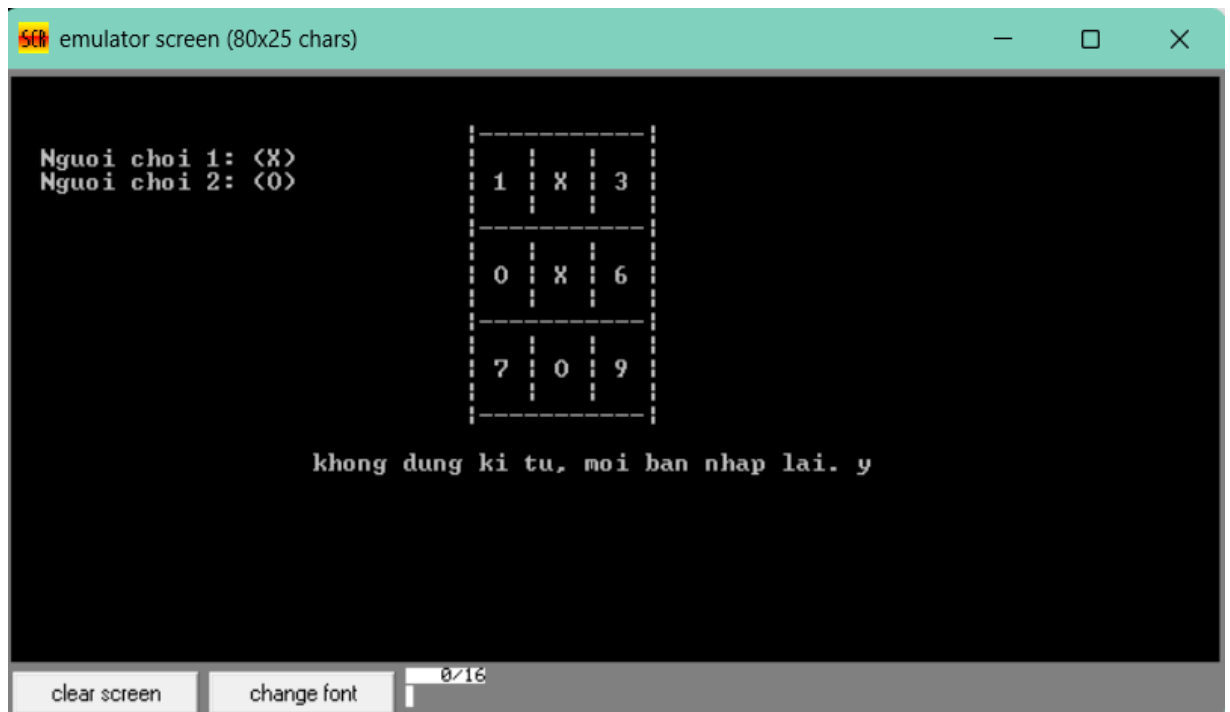 SCR emulator screen (80x25 chars)
Nguoi choi 1: (X)
Nguoi choi 2: (O)
1 X 3
O X 6
7 O 9
khong dung ki tu, moi ban nhap lai. y
clear screen change font 0/16